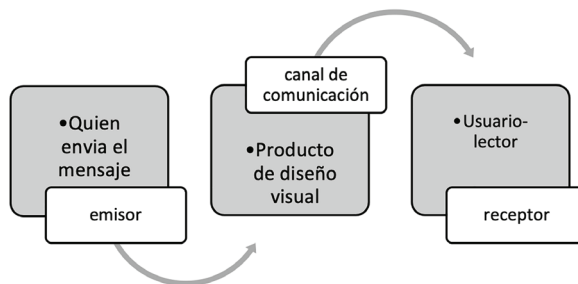 •Quien
envia el
mensaje
emisor
canal de
comunicación
•Producto
de diseño
visual
•Usuario-
lector
receptor